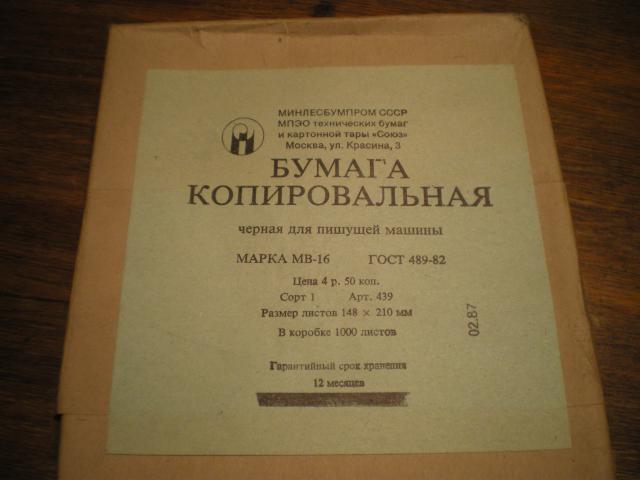 МИНЛЕСБУМПРОМ СССР
МПЭО технических бумаг
и картонной тары «Союз»
Москва, ул. Красина, 3
БУМАГА
КОПИРОВАЛЬНАЯ
черная для пишущей машины
МАРКА МВ-16 ГОСТ 489-82
Цена 4 р. 50 коп.
Сорт 1 Арт. 439
Размер листов 148 × 210 мм
В коробке 1000 листов
02.87
Гарантийный срок хранения
12 месяцев